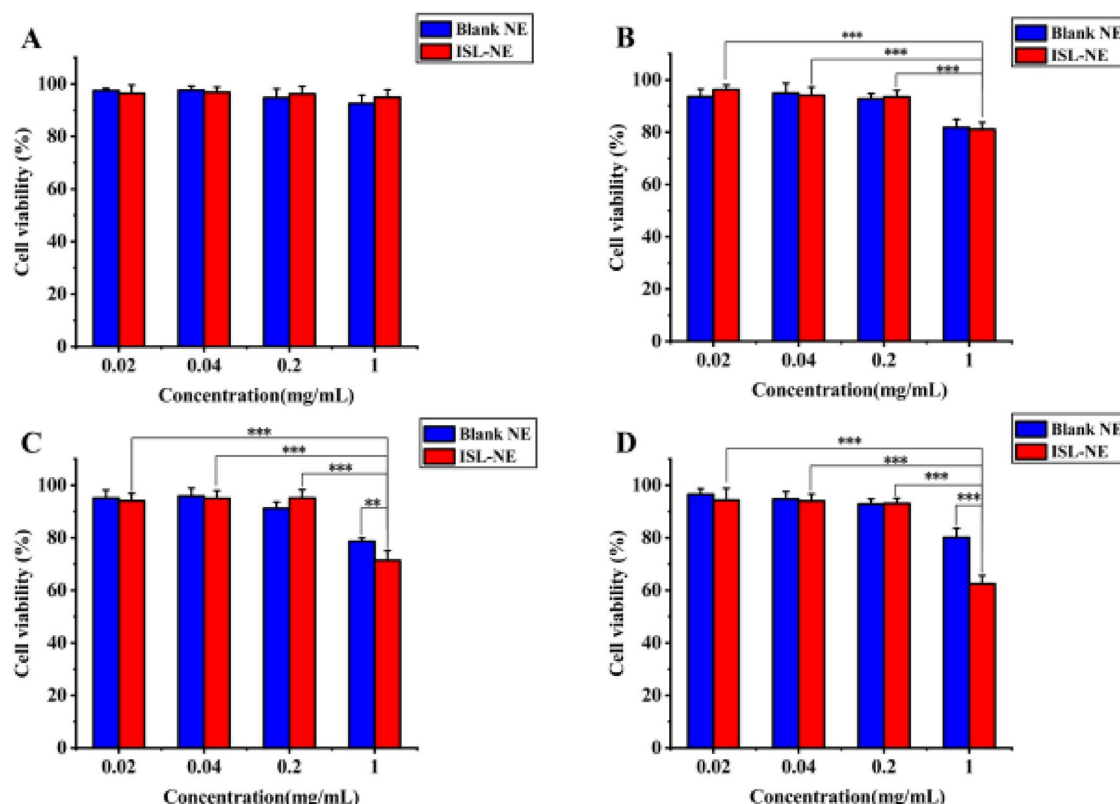 A
Blank NE
ISL-NE
100
80
60
40
20
0
Cell viability (%)
0.02 0.04 0.2 1
Concentration(mg/mL)
B
Blank NE
ISL-NE
***
***
***
100
80
60
40
20
0
Cell viability (%)
0.02 0.04 0.2 1
Concentration(mg/mL)
C
Blank NE
ISL-NE
***
***
***
**
100
80
60
40
20
0
Cell viability (%)
0.02 0.04 0.2 1
Concentration(mg/mL)
D
Blank NE
ISL-NE
***
***
***
***
100
80
60
40
20
0
Cell viability (%)
0.02 0.04 0.2 1
Concentration(mg/mL)